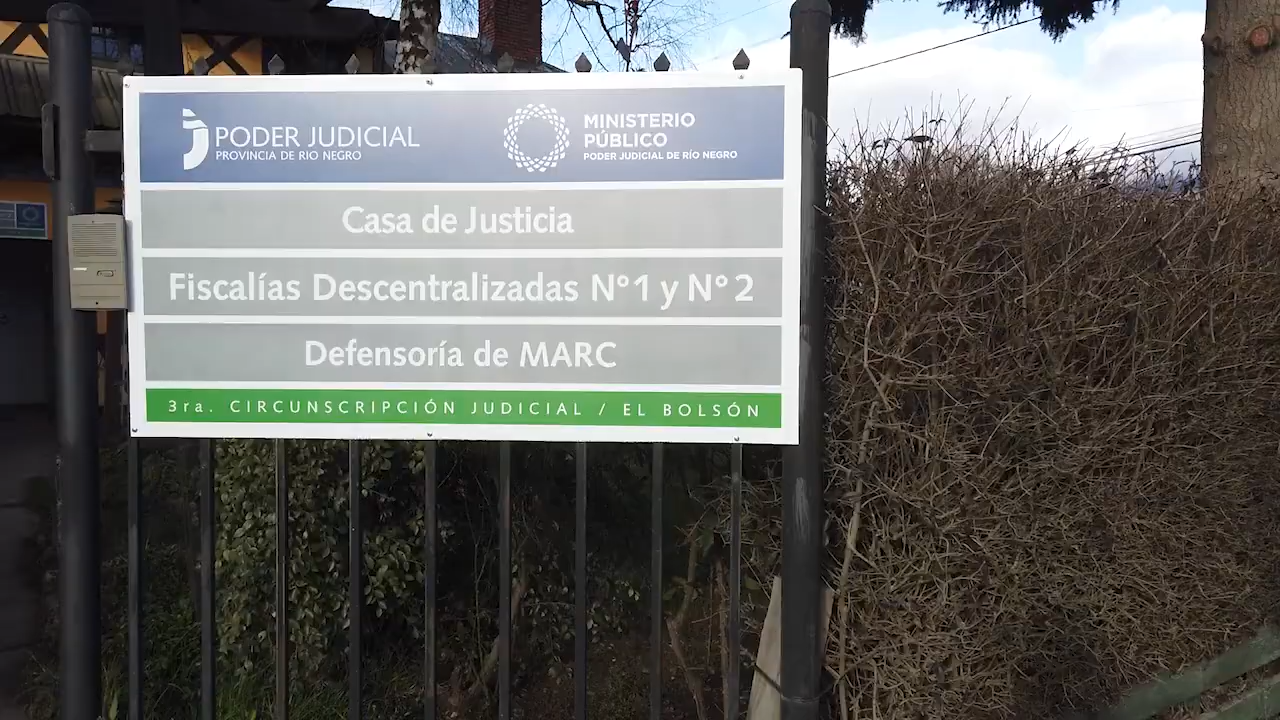 PODER JUDICIAL
PROVINCIA DE RIO NEGRO
MINISTERIO
PÚBLICO
PODER JUDICIAL DE RÍO NEGRO
Casa de Justicia
Fiscalías Descentralizadas N° 1 y N° 2
Defensoría de MARC
3ra. CIRCUNSCRIPCIÓN JUDICIAL / EL BOLSÓN